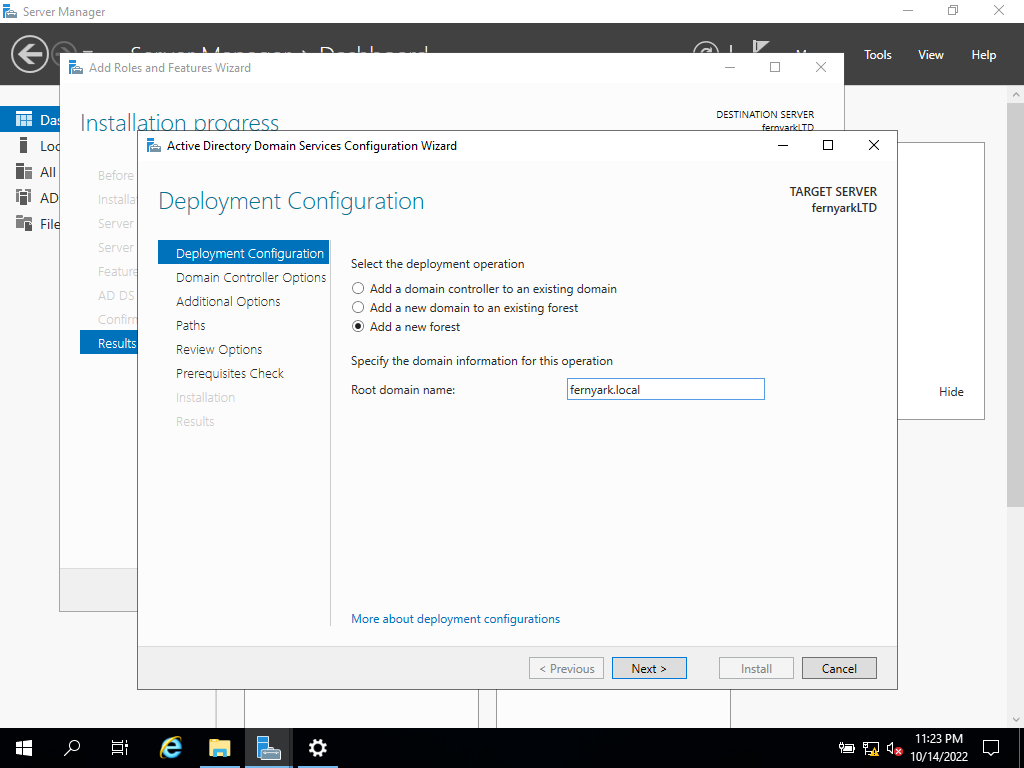 Server Manager
Tools
View
Help
Add Roles and Features Wizard
Installation progress
DESTINATION SERVER
fernyarkLTD
Das
Loc
All
AD
File
Before
Installa
Server
Server
Feature
AD DS
Confirm
Results
Hide
Active Directory Domain Services Configuration Wizard
Deployment Configuration
TARGET SERVER
fernyarkLTD
Deployment Configuration
Domain Controller Options
Additional Options
Paths
Review Options
Prerequisites Check
Installation
Results
Select the deployment operation
Add a domain controller to an existing domain
Add a new domain to an existing forest
Add a new forest
Specify the domain information for this operation
Root domain name:
fernyark.local
More about deployment configurations
< Previous
Next >
Install
Cancel
11:23 PM
10/14/2022